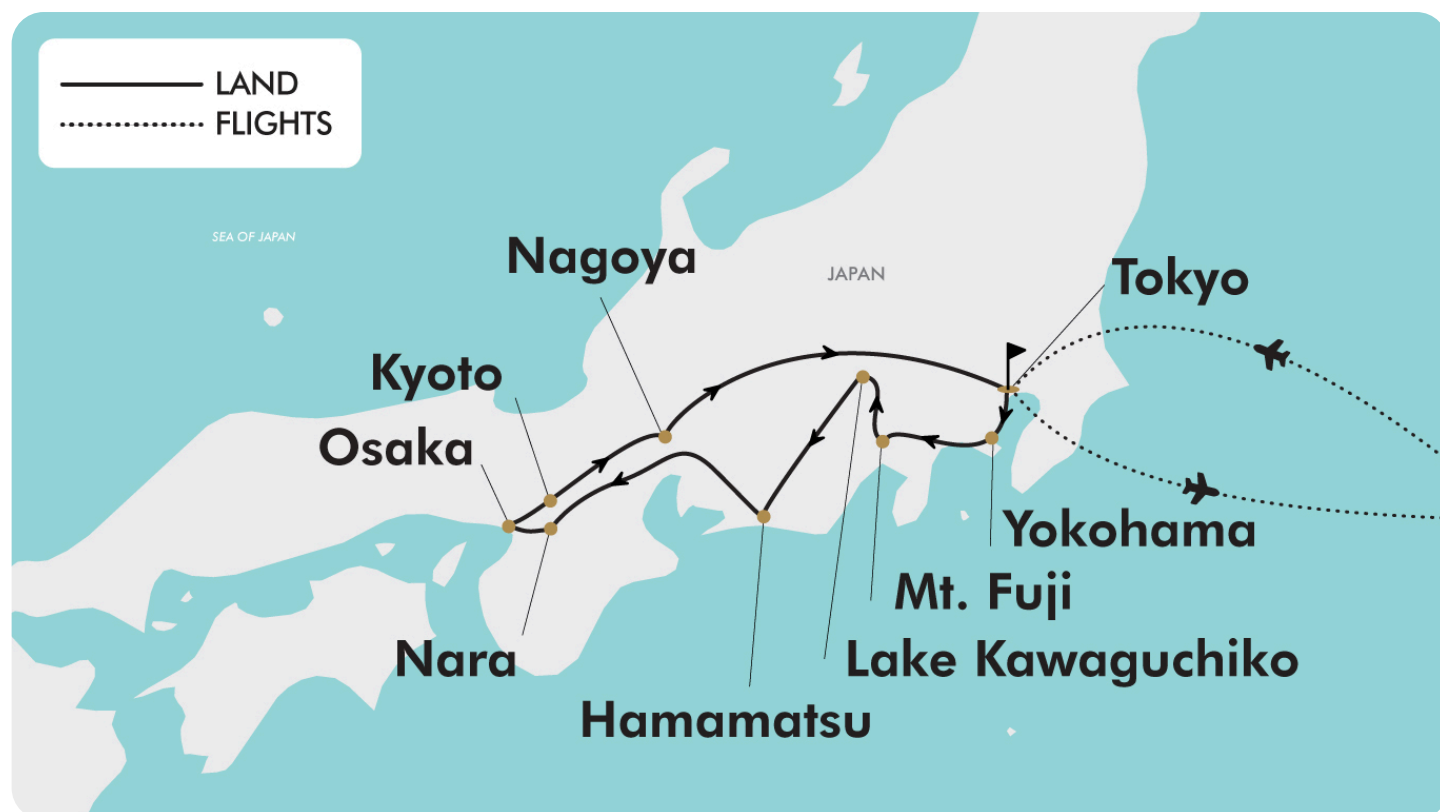 LAND
FLIGHTS
SEA OF JAPAN
Nagoya
JAPAN
Tokyo
Kyoto
Osaka
Yokohama
Mt. Fuji
Nara
Lake Kawaguchiko
Hamamatsu